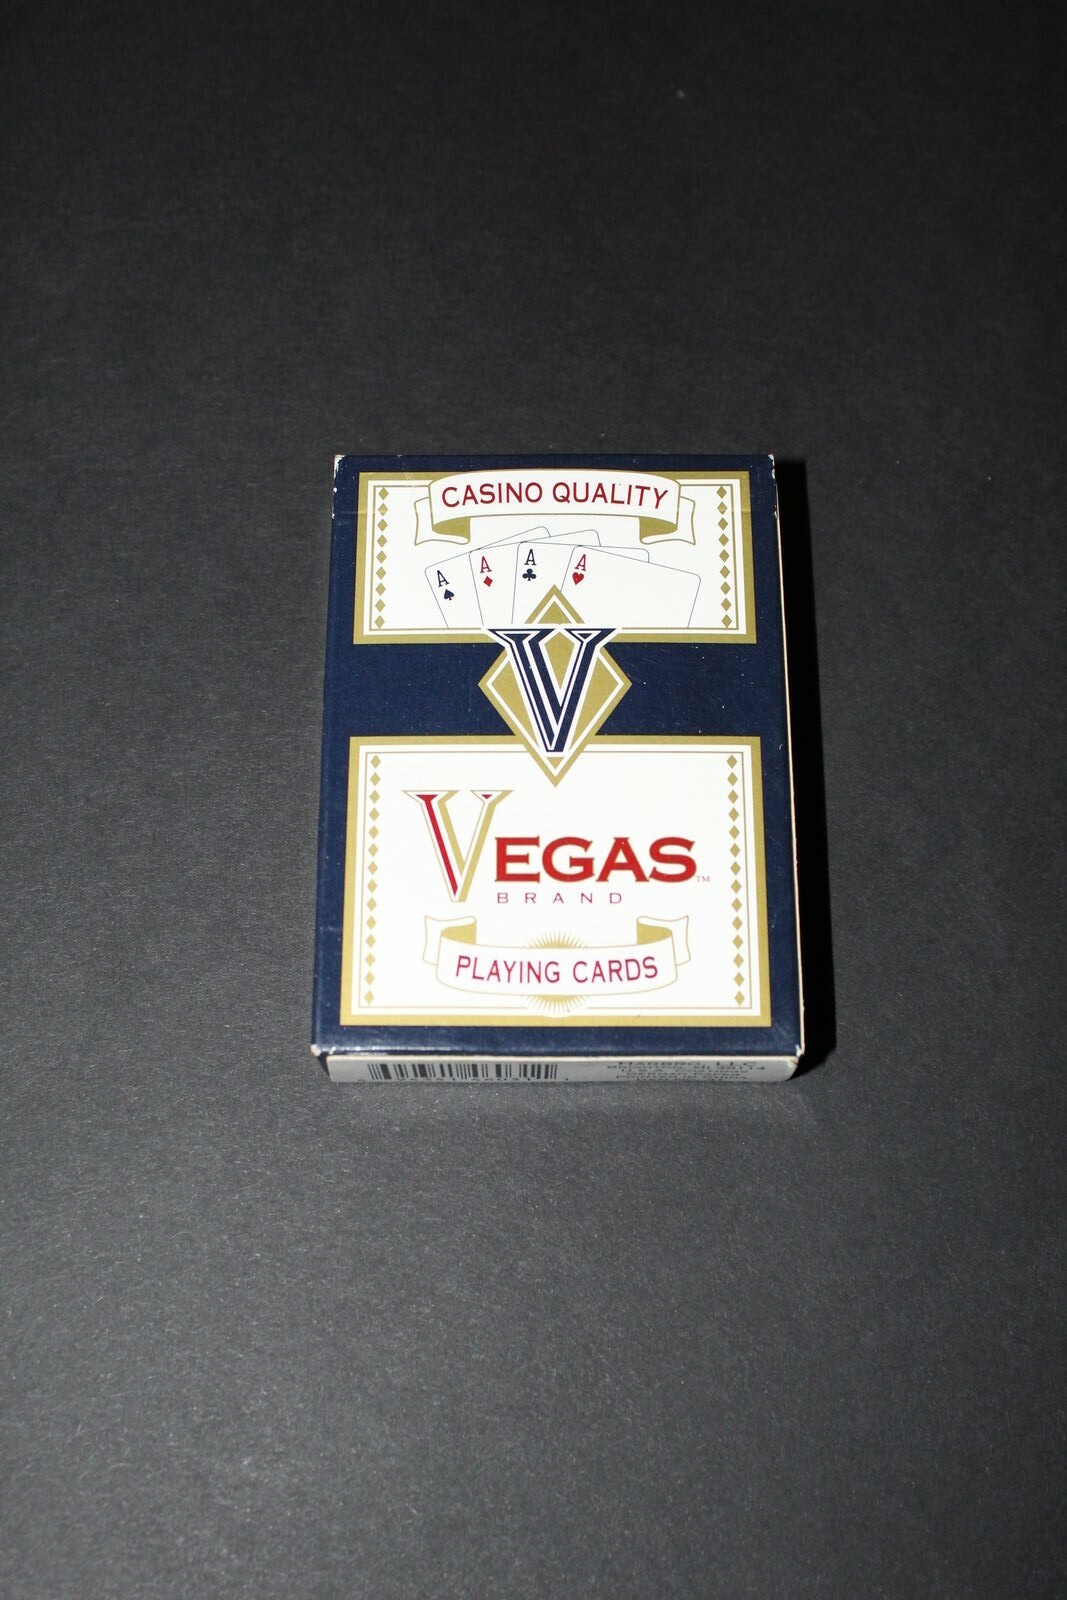 CASINO QUALITY
A A A A
V
VEGAS™
BRAND
PLAYING CARDS